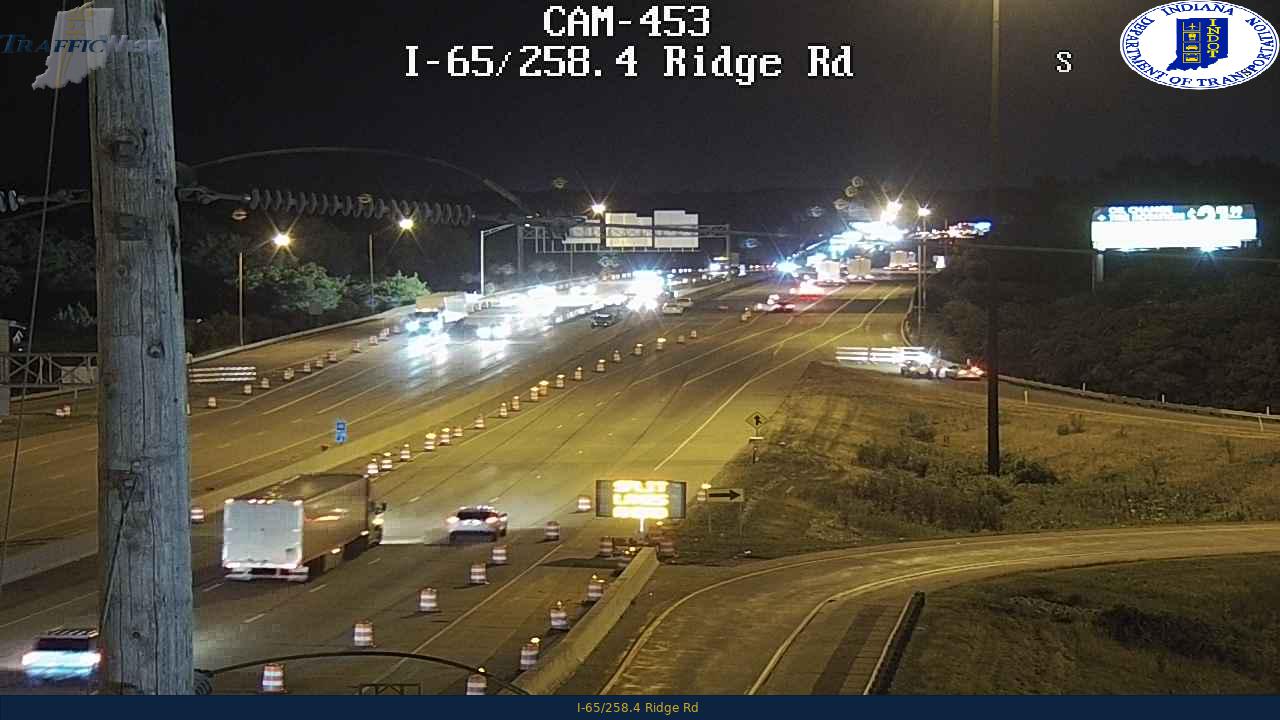 CAM-453
I-65/258.4 Ridge Rd
S
TRAFFICWISE
INDIANA
DEPARTMENT OF TRANSPORTATION
INDOT
SPLIT
LANES
I-65/258.4 Ridge Rd